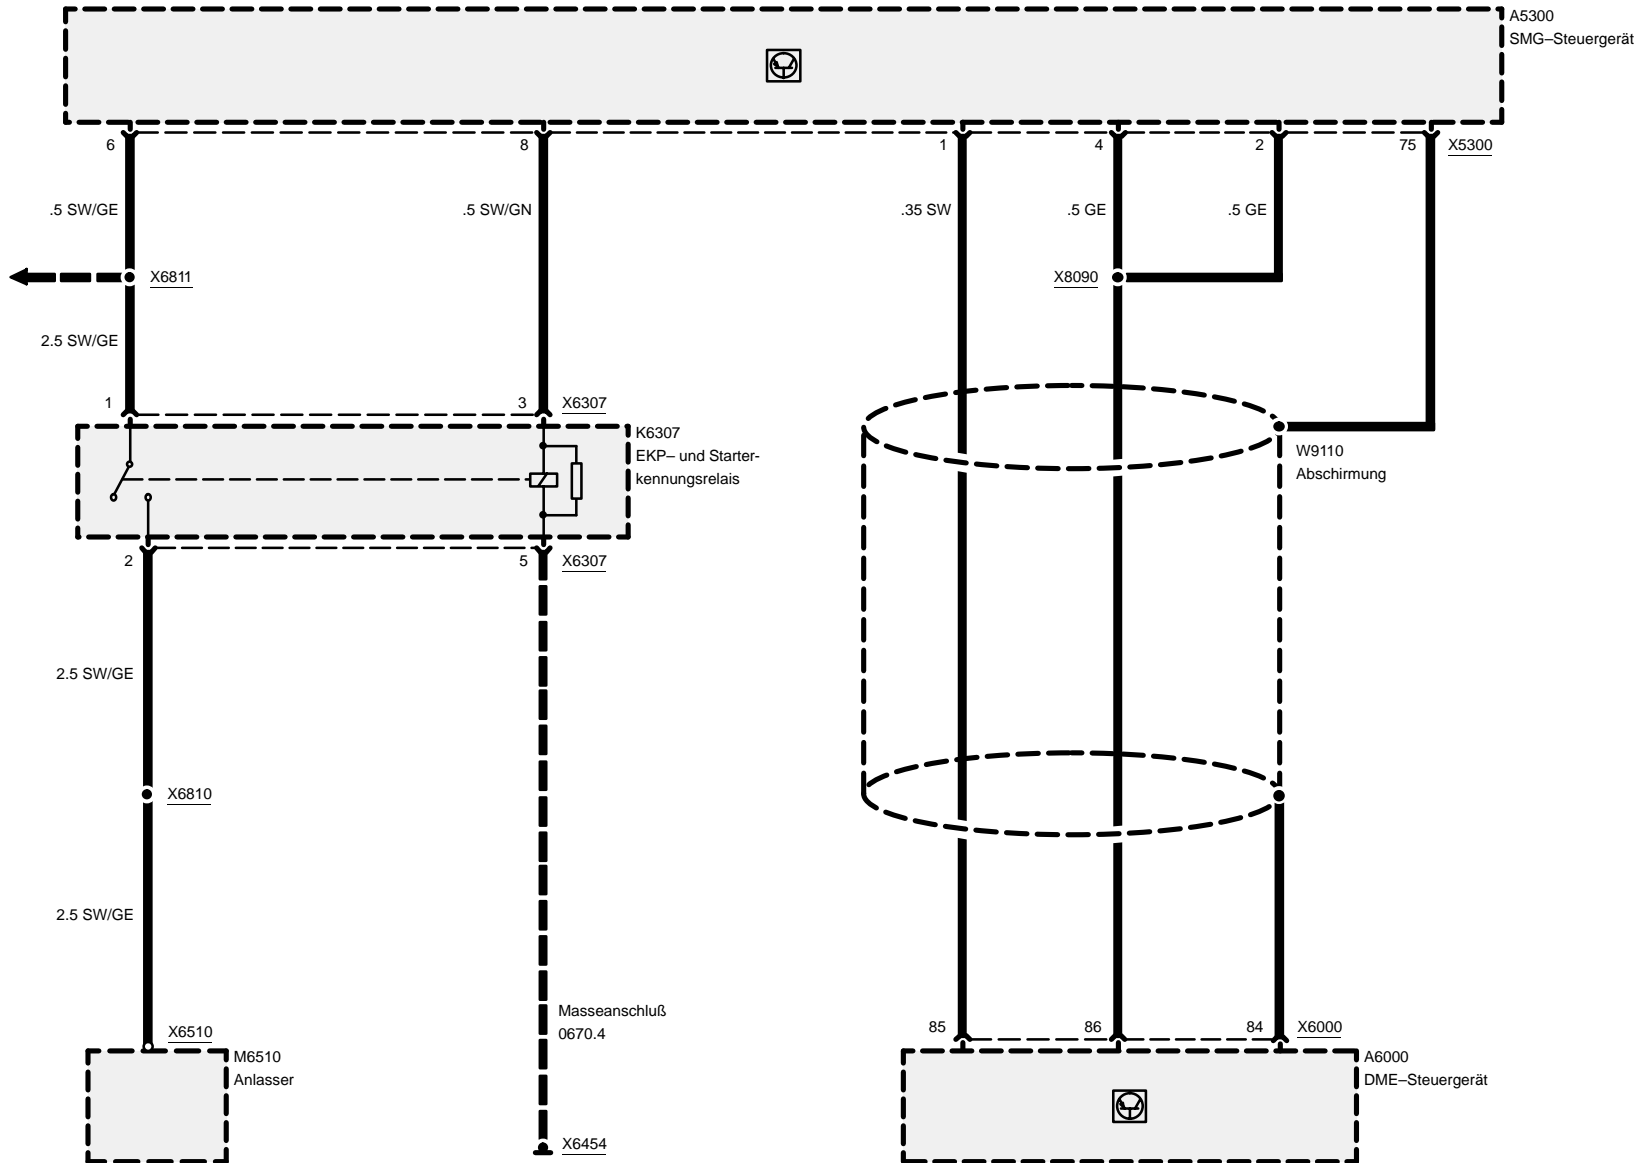 A5300
SMG–Steuergerät
6
8
1
4
2
75
X5300
.5 SW/GE
.5 SW/GN
.35 SW
.5 GE
.5 GE
X6811
X8090
2.5 SW/GE
1
3
X6307
K6307
EKP– und Starter-
kennungsrelais
W9110
Abschirmung
2
5
X6307
2.5 SW/GE
X6810
2.5 SW/GE
Masseanschluß
0670.4
X6510
85
86
84
X6000
M6510
Anlasser
A6000
DME–Steuergerät
X6454